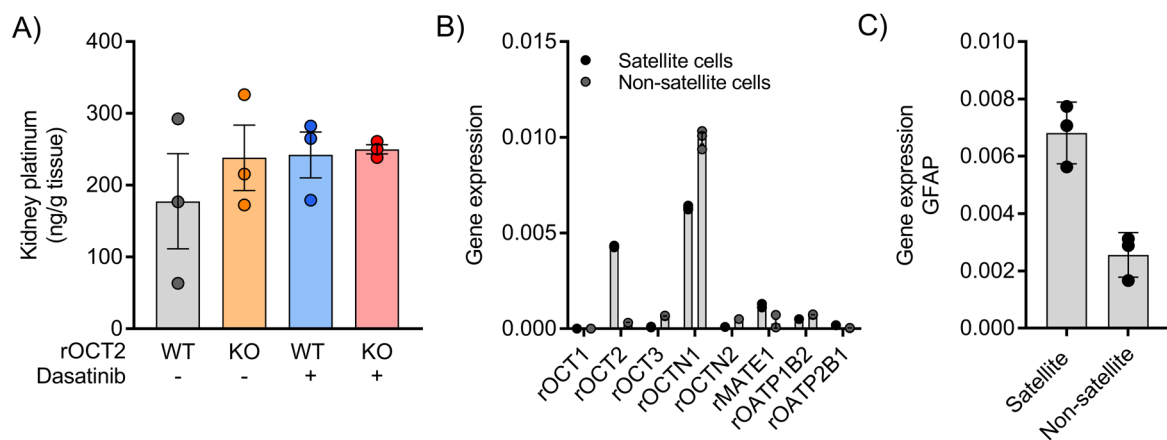 A)
Kidney platinum
(ng/g tissue)
400
300
200
100
0
rOCT2 WT KO WT KO
Dasatinib - - + +
B)
Gene expression
0.015
0.010
0.005
0.000
Satellite cells
Non-satellite cells
rOCT1
rOCT2
rOCT3
rOCTN1
rOCTN2
rMATE1
rOATP1B2
rOATP2B1
C)
Gene expression
GFAP
0.010
0.008
0.006
0.004
0.002
0.000
Satellite
Non-satellite